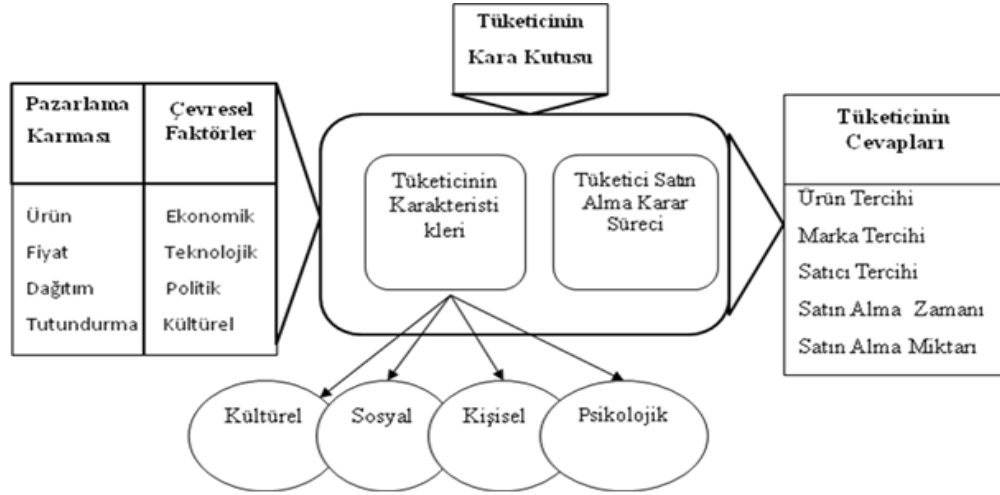 Tüketicinin
Kara Kutusu
Pazarlama
Karması
Çevresel
Faktörler
Ürün
Fiyat
Dağıtım
Tutundurma
Ekonomik
Teknolojik
Politik
Kültürel
Tüketicinin
Karakteristi
kleri
Tüketici Satın
Alma Karar
Süreci
Tüketicinin
Cevapları
Ürün Tercihi
Marka Tercihi
Satıcı Tercihi
Satın Alma Zamanı
Satın Alma Miktarı
Kültürel
Sosyal
Kişisel
Psikolojik